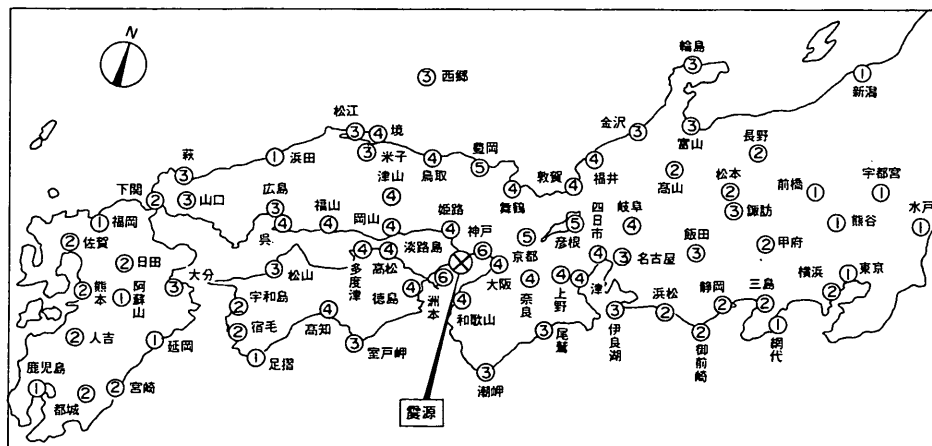 N
③ 西郷
輪島
③
① 新潟
松江
③ ④ 境
③ 米子
金沢
③
③ 富山
長野
②
萩
③
① 浜田
④ 鳥取
豊岡
⑤
敦賀
④
④ 福井
④ 舞鶴
② 高山
松本
②
③ 諏訪
前橋
①
宇都宮
①
下関
②
③ 山口
広島
③
④ 呉
福山
④
津山
④
岡山
④
姫路
④
神戸
⑥
⑤ 京都
⑤ 彦根
四日市
④
岐阜
④
③ 名古屋
飯田
③
② 甲府
① 熊谷
水戸
①
① 福岡
② 佐賀
② 日田
③ 大分
③ 松山
④ 多度津
④ 高松
淡路島
⑥ 洲本
④ 徳島
④ 大阪
④ 奈良
④ 上野
④ 津
横浜
②
① 東京
② 熊本
① 阿蘇山
② 宇和島
② 宿毛
高知
④
④ 和歌山
③ 尾鷲
③ 伊良湖
② 浜松
静岡
②
三島
②
① 網代
② 御前崎
② 人吉
① 延岡
① 足摺
③ 室戸岬
③ 潮岬
鹿児島
①
② 都城
② 宮崎
震源